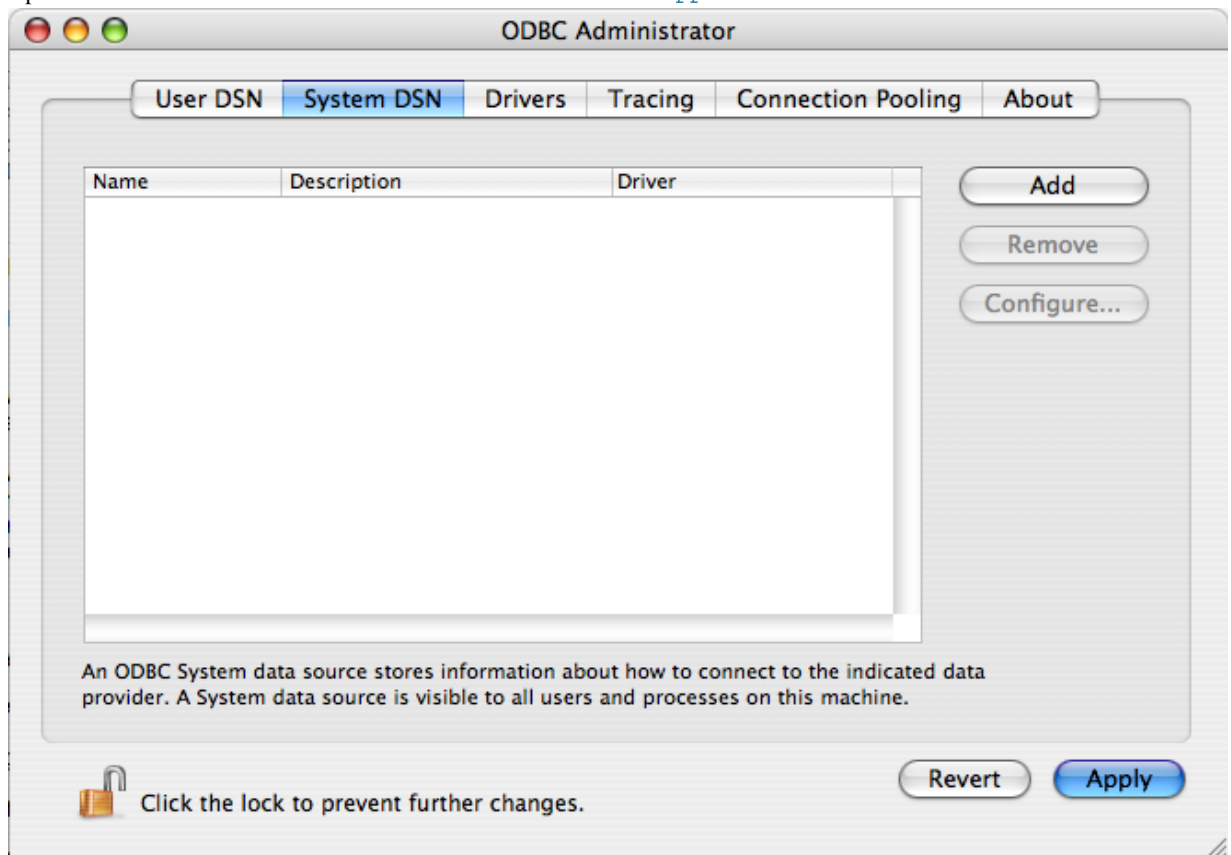 ODBC Administrator
User DSN System DSN Drivers Tracing Connection Pooling About
Name Description Driver
Add
Remove
Configure...
An ODBC System data source stores information about how to connect to the indicated data
provider. A System data source is visible to all users and processes on this machine.
Click the lock to prevent further changes.
Revert Apply